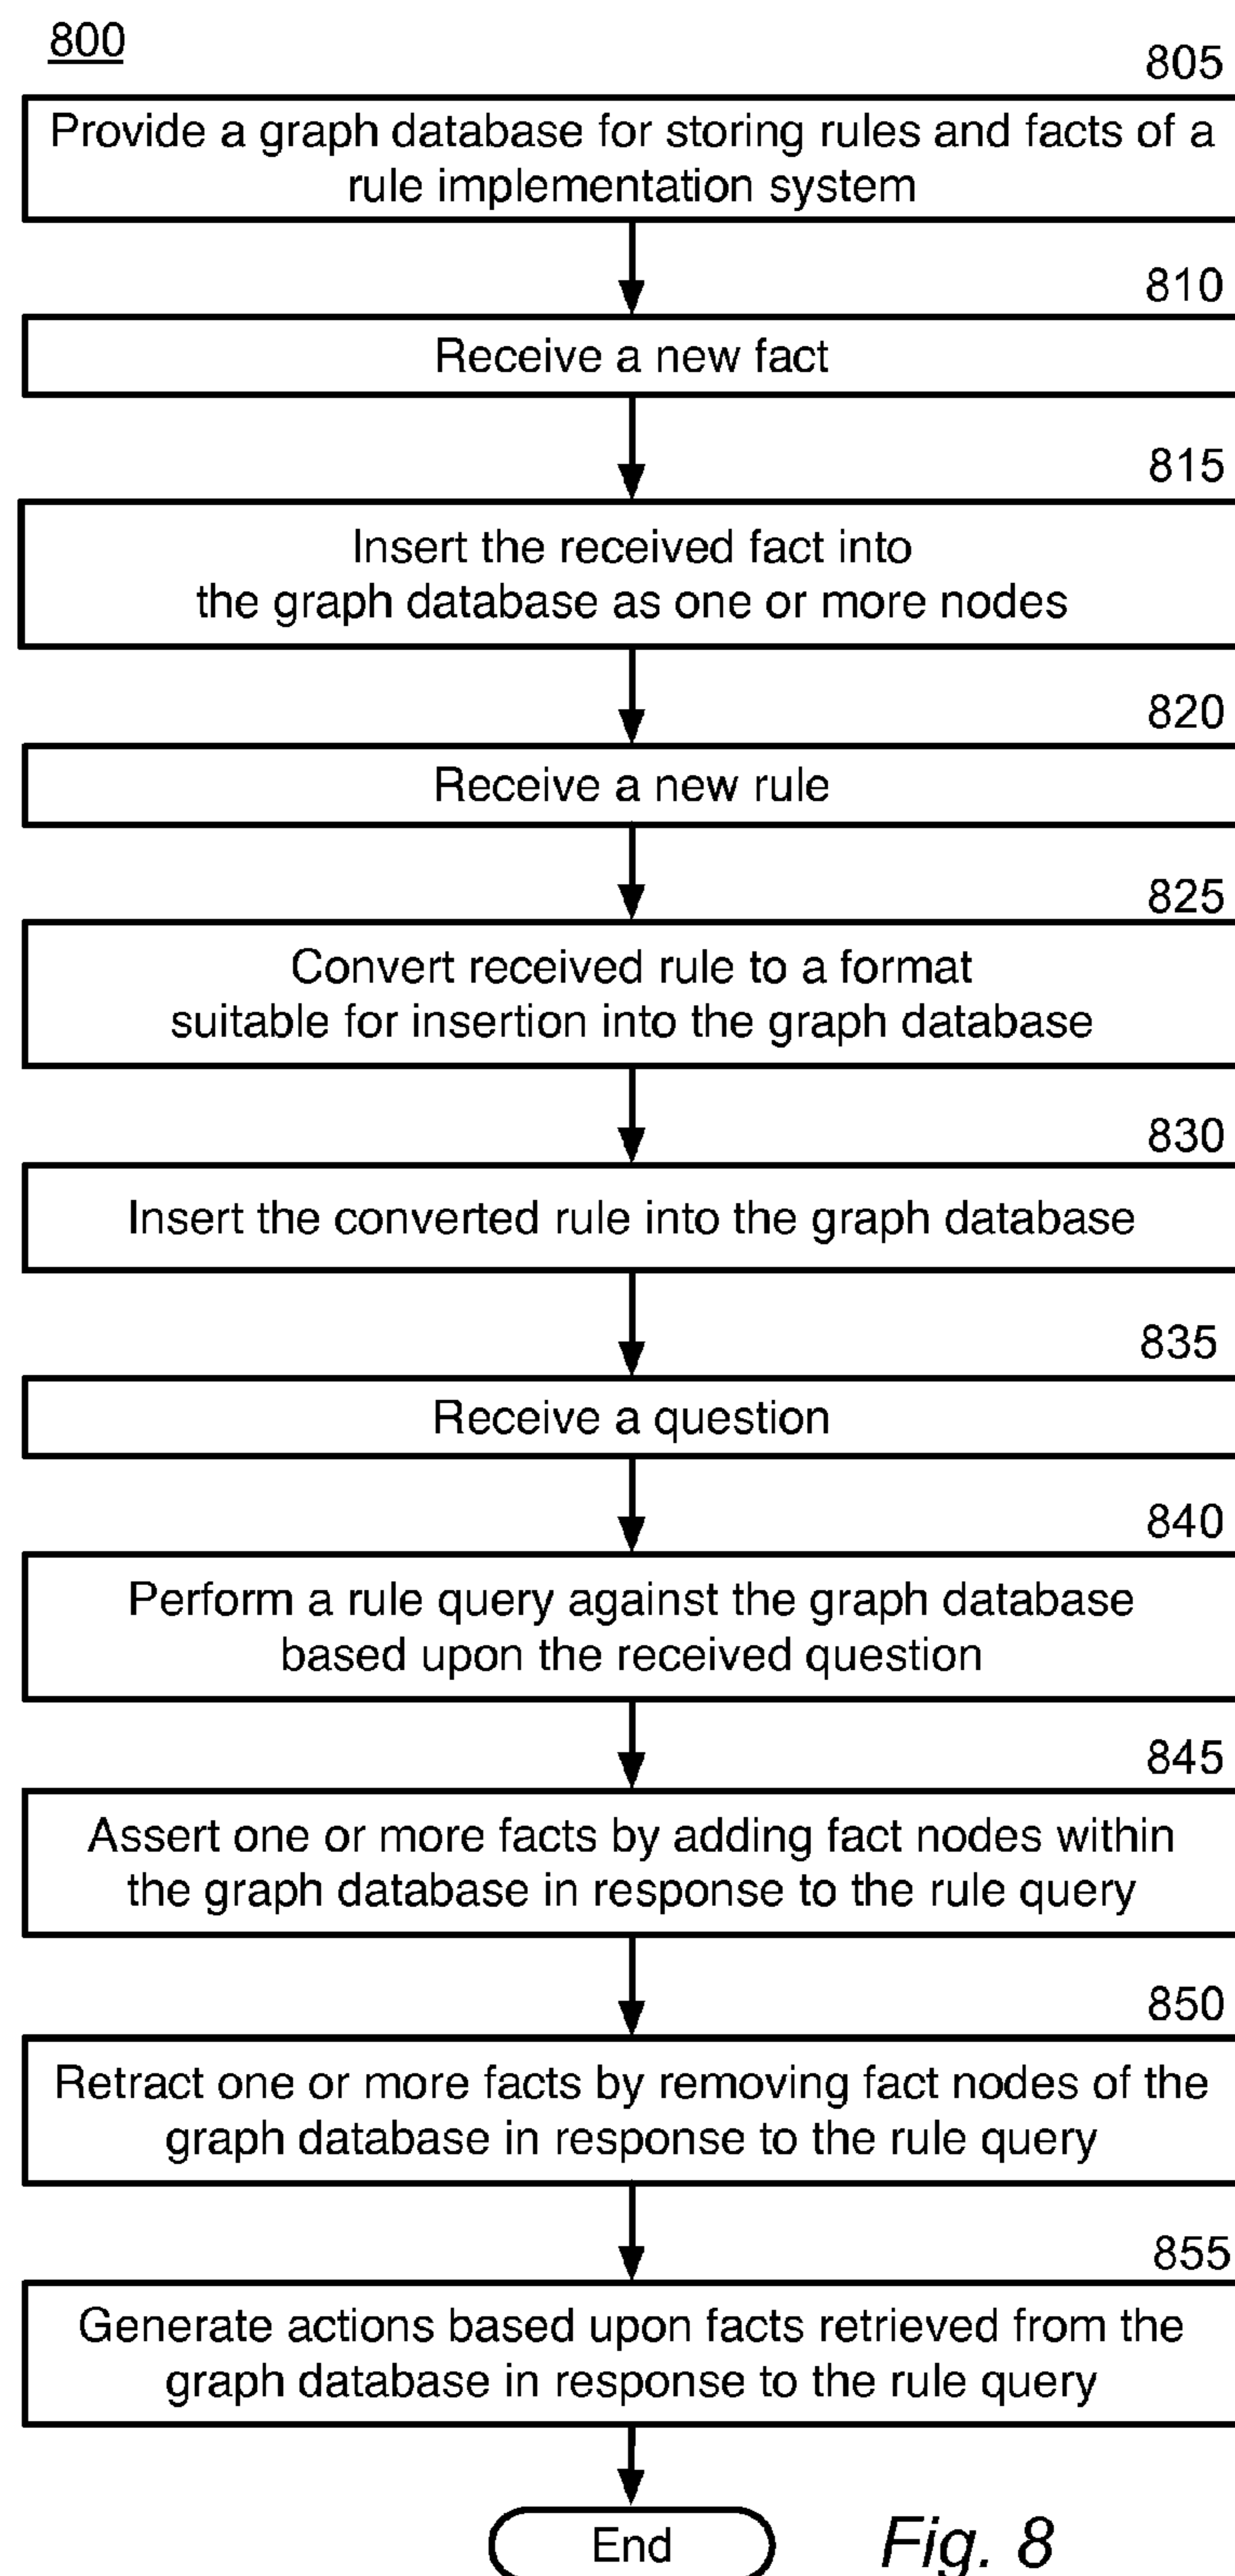 800
805
Provide a graph database for storing rules and facts of a
rule implementation system
810
Receive a new fact
815
Insert the received fact into
the graph database as one or more nodes
820
Receive a new rule
825
Convert received rule to a format
suitable for insertion into the graph database
830
Insert the converted rule into the graph database
835
Receive a question
840
Perform a rule query against the graph database
based upon the received question
845
Assert one or more facts by adding fact nodes within
the graph database in response to the rule query
850
Retract one or more facts by removing fact nodes of the
graph database in response to the rule query
855
Generate actions based upon facts retrieved from the
graph database in response to the rule query
End
Fig. 8